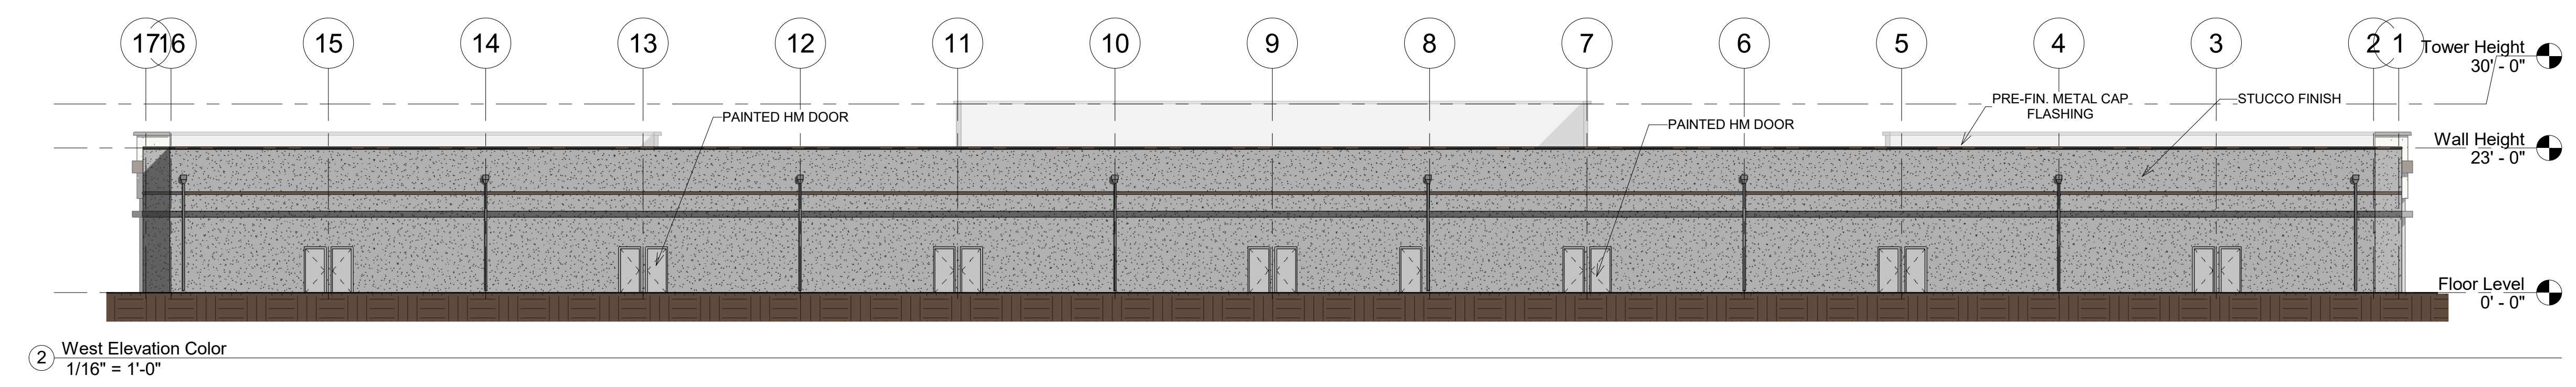 17 16 15 14 13 12 11 10 9 8 7 6 5 4 3 2 1
Tower Height
30' - 0"
PRE-FIN. METAL CAP
FLASHING
STUCCO FINISH
PAINTED HM DOOR
PAINTED HM DOOR
Wall Height
23' - 0"
Floor Level
0' - 0"
2
West Elevation Color
1/16" = 1'-0"